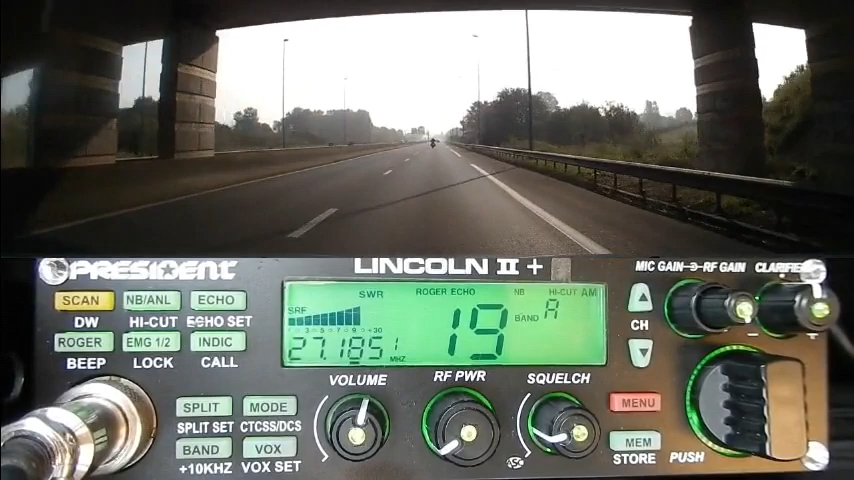 PRESIDENT
LINCOLN II +
MIC GAIN RF GAIN CLARIFIER
SCAN NB/ANL ECHO
DW HI-CUT ECHO SET
ROGER EMG 1/2 INDIC
BEEP LOCK CALL
SWR ROGER ECHO NB HI-CUT AM
SRF
+30
19 BAND A
27.1851 MHZ
CH
VOLUME RF PWR SQUELCH
SPLIT MODE
SPLIT SET CTCSS/DCS
BAND VOX
+10KHZ VOX SET
ASC
MENU
MEM
STORE PUSH